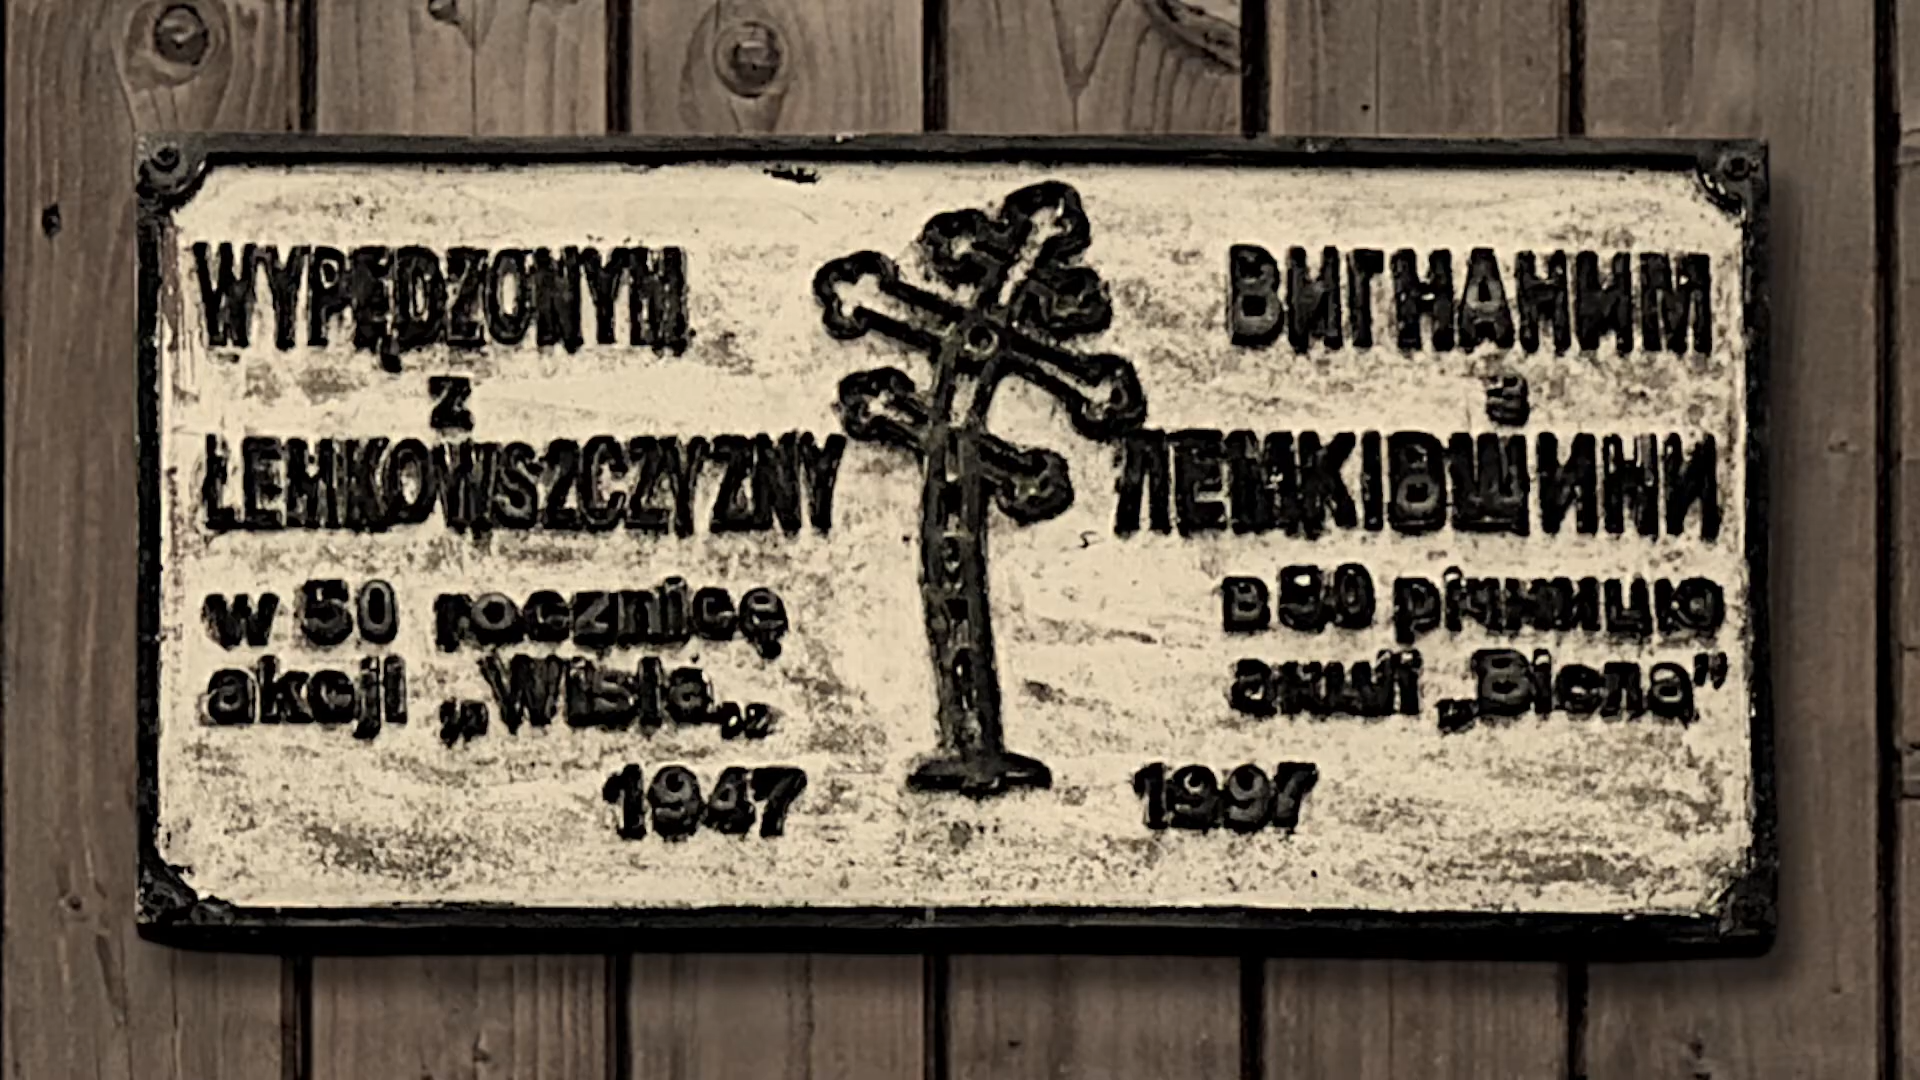 WYPĘDZONYM
z
ŁEMKOWSZCZYZNY
w 50 rocznicę
akcji „Wisła„
1947
ВИГНАНИМ
з
ЛЕМКІВЩИНИ
в 50 річницю
акції „Вісла”
1997